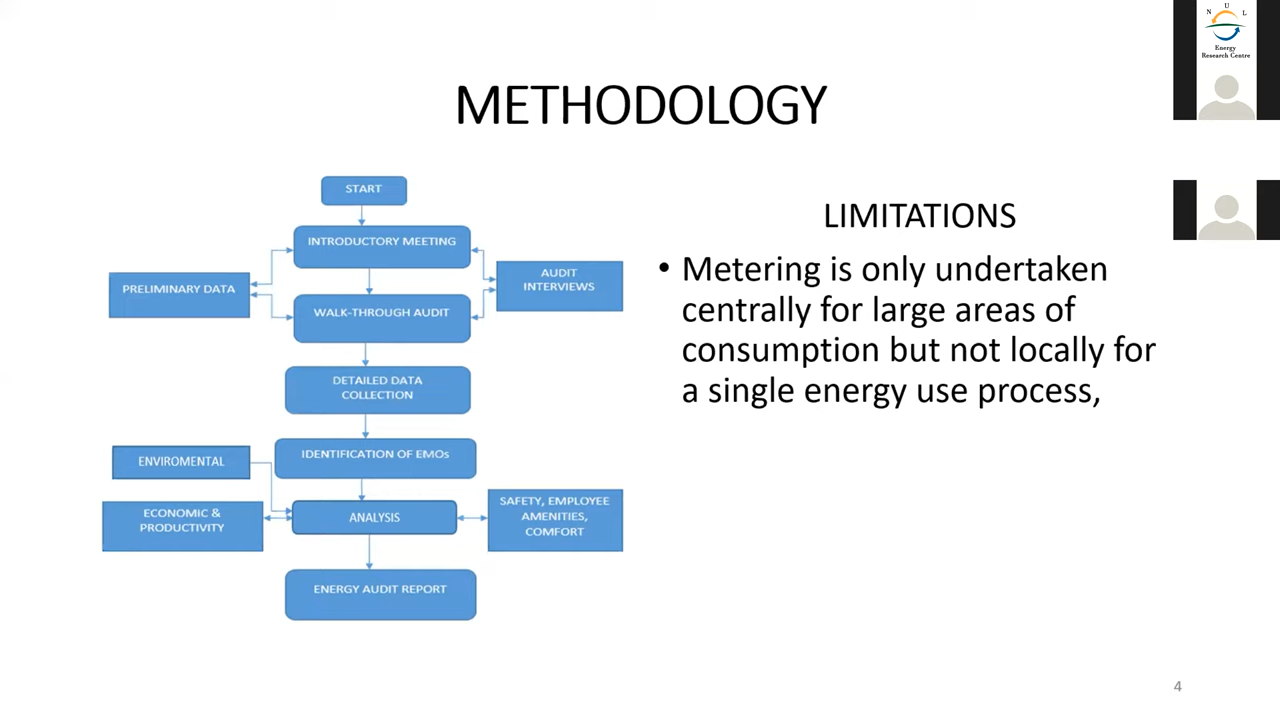 N U L
Energy
Research Centre
METHODOLOGY
START
INTRODUCTORY MEETING
PRELIMINARY DATA
AUDIT
INTERVIEWS
WALK-THROUGH AUDIT
DETAILED DATA
COLLECTION
IDENTIFICATION OF EMOs
ENVIROMENTAL
ECONOMIC &
PRODUCTIVITY
ANALYSIS
SAFETY, EMPLOYEE
AMENITIES,
COMFORT
ENERGY AUDIT REPORT
LIMITATIONS
• Metering is only undertaken
centrally for large areas of
consumption but not locally for
a single energy use process,
4